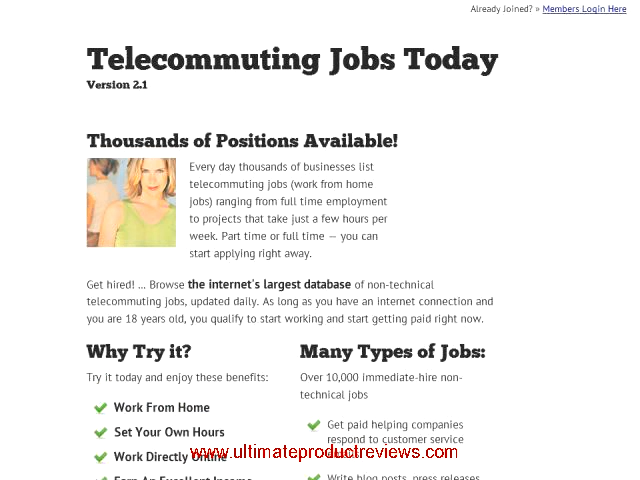 Already Joined? » Members Login Here
Telecommuting Jobs Today
Version 2.1
Thousands of Positions Available!
Every day thousands of businesses list
telecommuting jobs (work from home
jobs) ranging from full time employment
to projects that take just a few hours per
week. Part time or full time — you can
start applying right away.
Get hired! ... Browse the internet's largest database of non-technical
telecommuting jobs, updated daily. As long as you have an internet connection and
you are 18 years old, you qualify to start working and start getting paid right now.
Why Try it?
Try it today and enjoy these benefits:
Work From Home
Set Your Own Hours
Work Directly Online
Many Types of Jobs:
Over 10,000 immediate-hire non-
technical jobs
Get paid helping companies
respond to customer service
www.ultimateproductreviews.com
Write blog posts, press releases